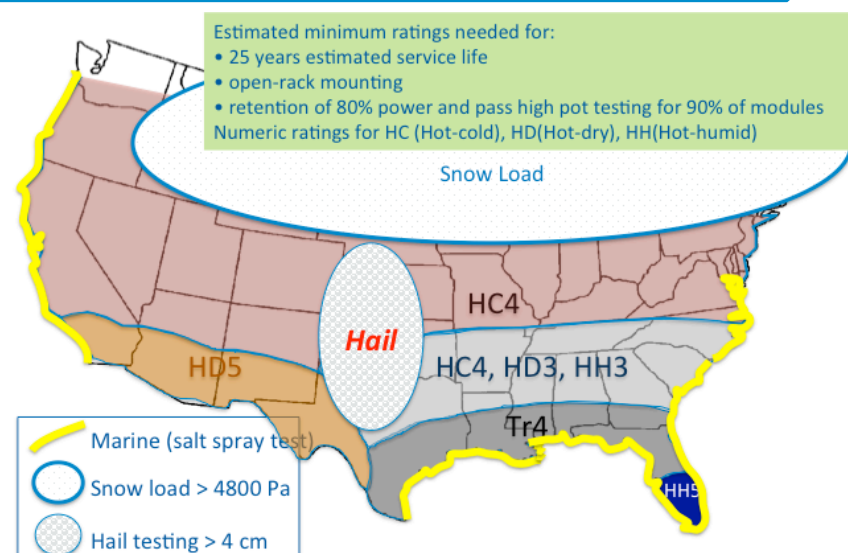 Estimated minimum ratings needed for:
• 25 years estimated service life
• open-rack mounting
• retention of 80% power and pass high pot testing for 90% of modules
Numeric ratings for HC (Hot-cold), HD(Hot-dry), HH(Hot-humid)
Snow Load
HC4
Hail
HD5
HC4, HD3, HH3
Tr4
HH5
Marine (salt spray test)
Snow load > 4800 Pa
Hail testing > 4 cm